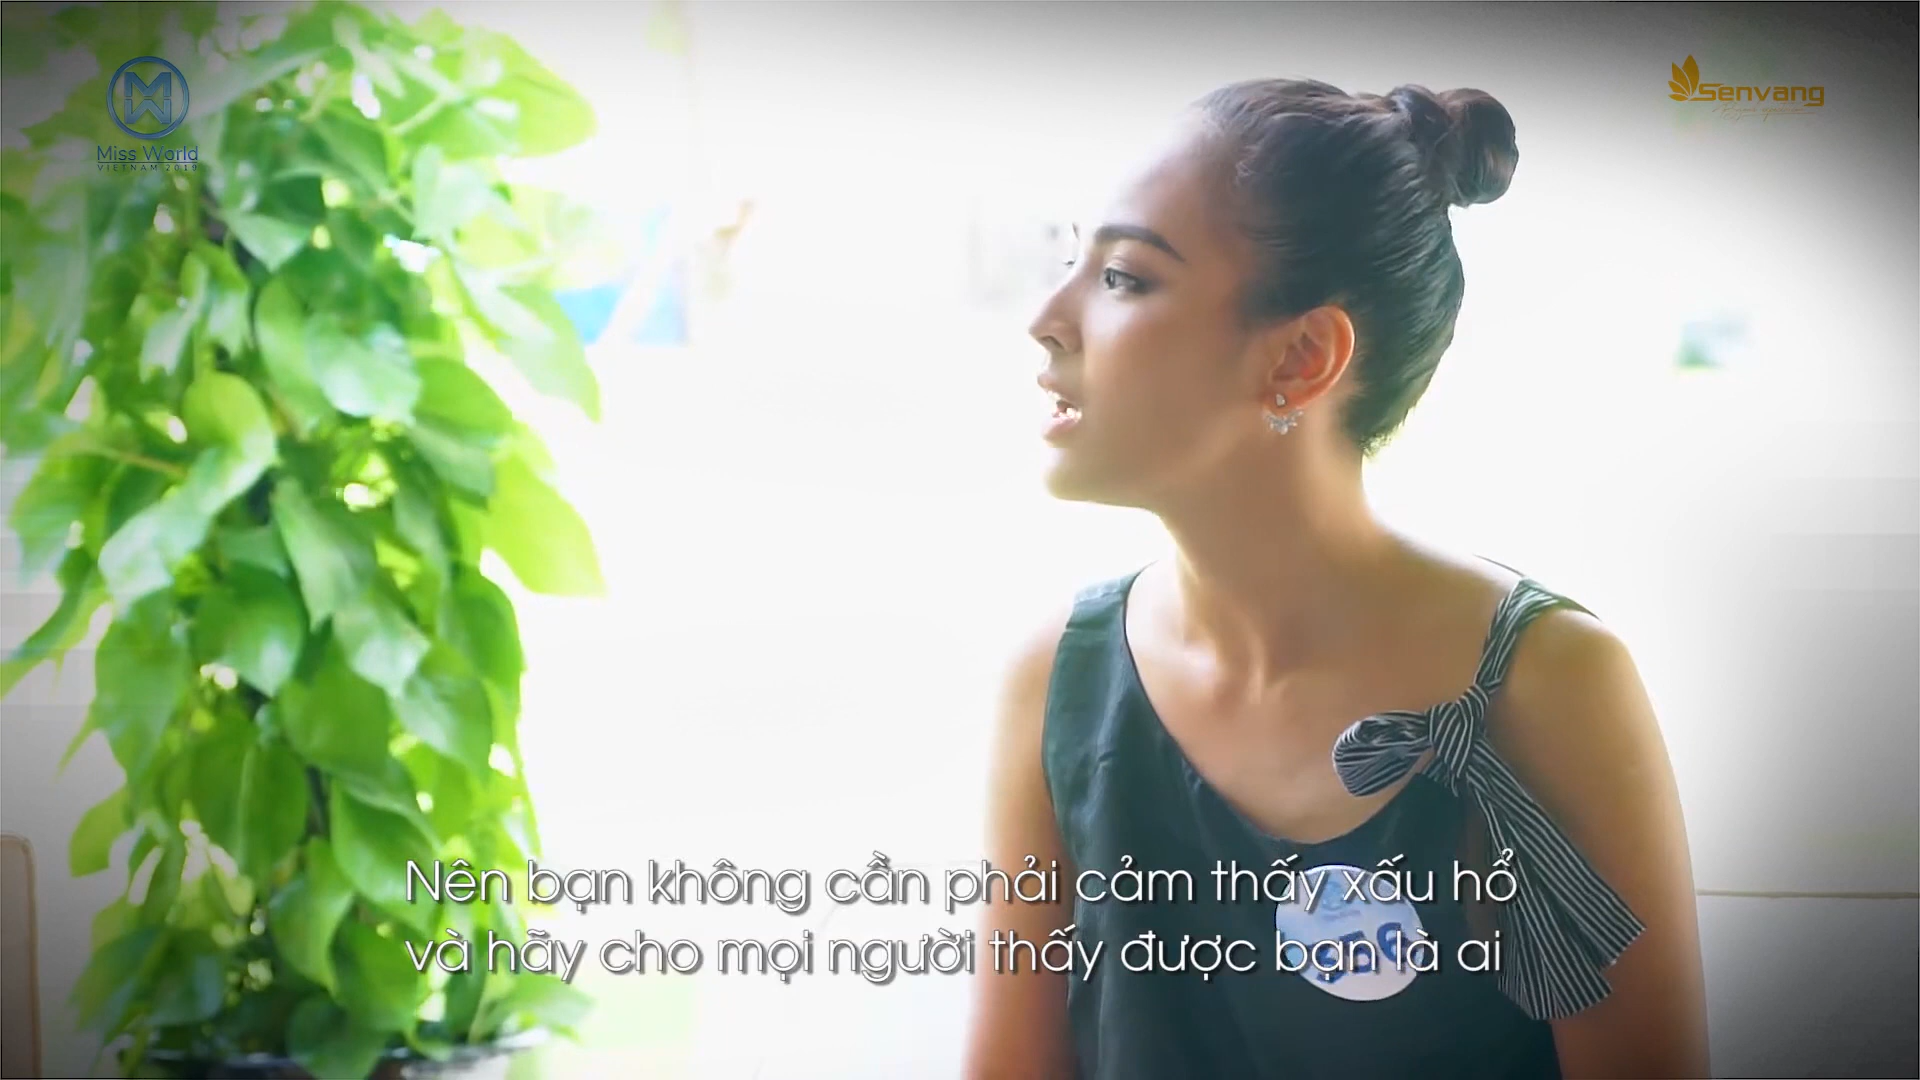 Miss World
VIETNAM 2019
Senvang
Nên bạn không cần phải cảm thấy xấu hổ
và hãy cho mọi người thấy được bạn là ai